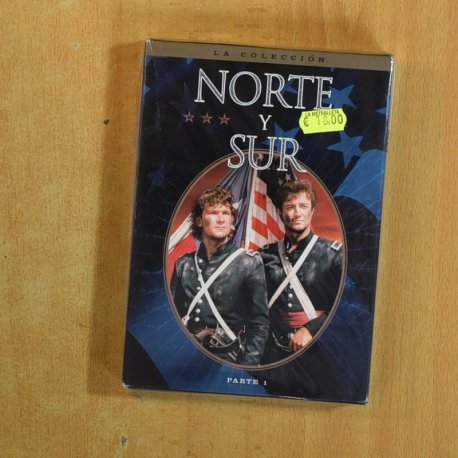 LA COLECCIÓN
NORTE
Y
SUR
LA METRALLETA
€ 18.00
PARTE 1